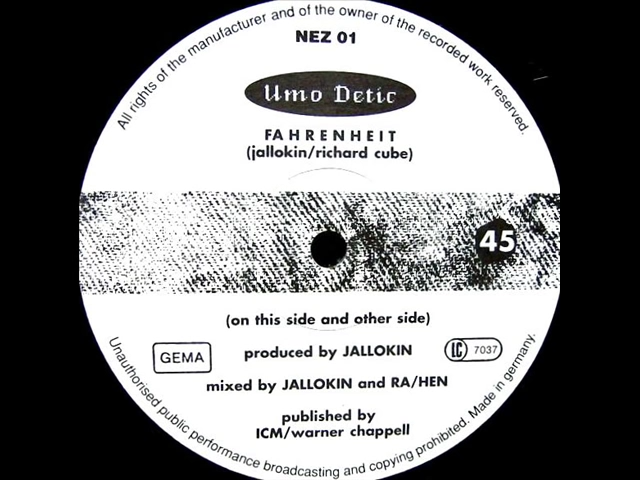 All rights of the manufacturer and of the owner of the recorded work reserved.
NEZ 01
Umo Detic
FAHRENHEIT
(jallokin/richard cube)
45
(on this side and other side)
GEMA
produced by JALLOKIN
LC 7037
mixed by JALLOKIN and RA/HEN
published by
ICM/warner chappell
Unauthorised public performance broadcasting and copying prohibited. Made in germany.